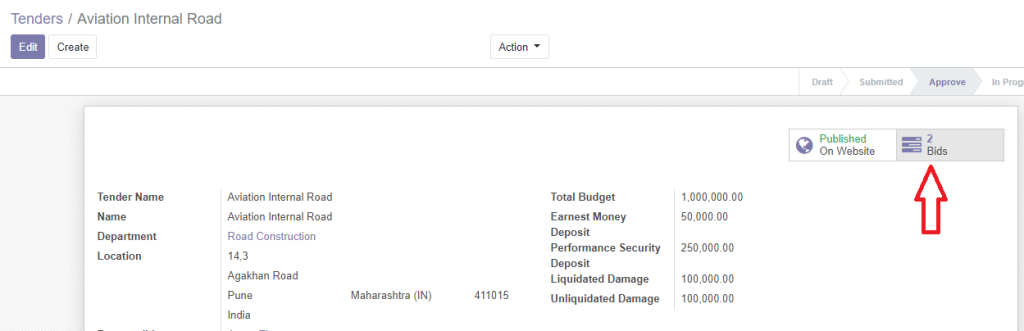 Tenders / Aviation Internal Road
Edit Create Action
Draft Submitted Approve In Prog
Published On Website
2 Bids
Tender Name Aviation Internal Road
Name Aviation Internal Road
Department Road Construction
Location 14,3
Agakhan Road
Pune Maharashtra (IN) 411015
India
Total Budget 1,000,000.00
Earnest Money Deposit 50,000.00
Performance Security Deposit 250,000.00
Liquidated Damage 100,000.00
Unliquidated Damage 100,000.00